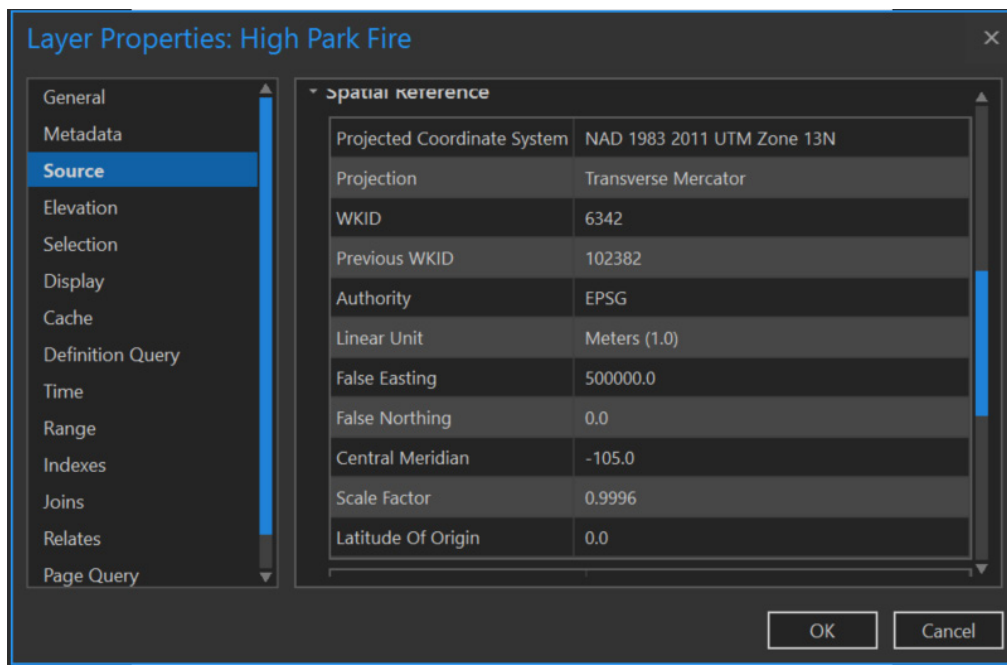 Layer Properties: High Park Fire
General
Metadata
Source
Elevation
Selection
Display
Cache
Definition Query
Time
Range
Indexes
Joins
Relates
Page Query
Spatial Reference
Projected Coordinate System NAD 1983 2011 UTM Zone 13N
Projection Transverse Mercator
WKID 6342
Previous WKID 102382
Authority EPSG
Linear Unit Meters (1.0)
False Easting 500000.0
False Northing 0.0
Central Meridian -105.0
Scale Factor 0.9996
Latitude Of Origin 0.0
OK Cancel